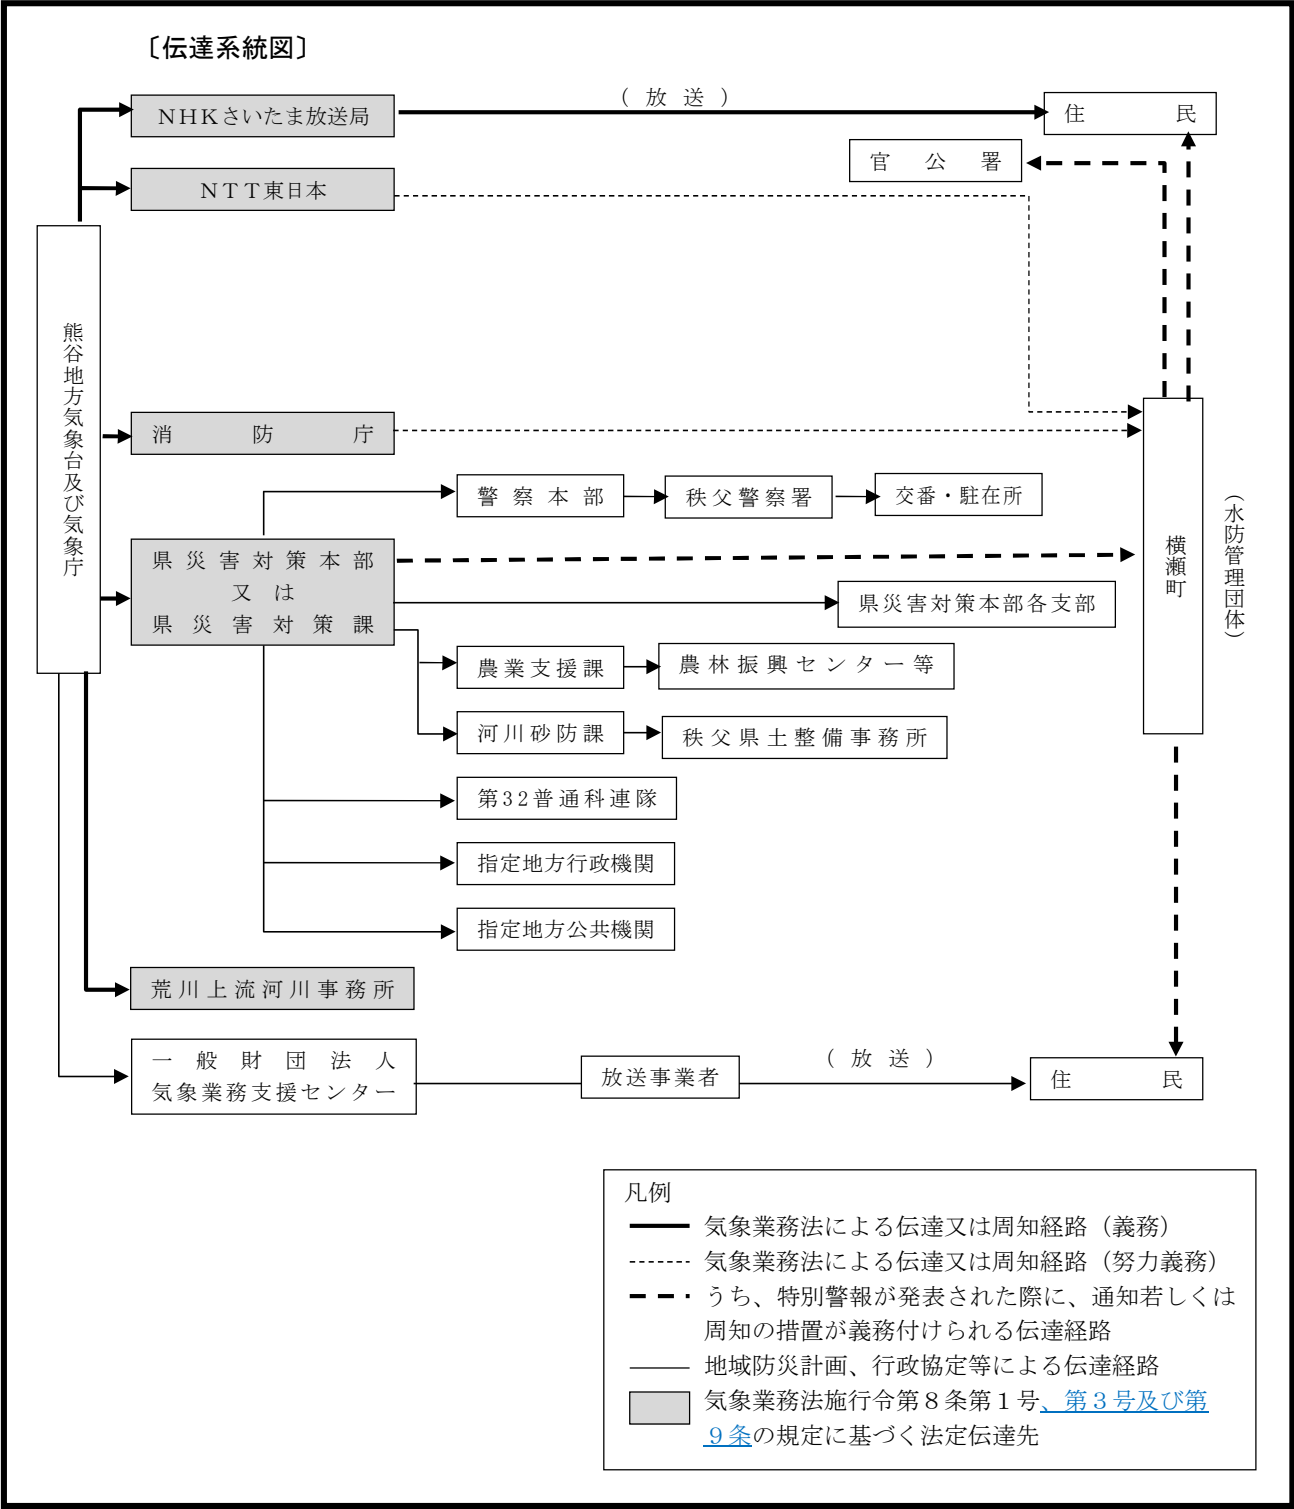 〔伝達系統図〕
（放送）
ＮＨＫさいたま放送局
住民
官公署
ＮＴＴ東日本
熊谷地方気象台及び気象庁
消防庁
警察本部
秩父警察署
交番・駐在所
県災害対策本部
又は
県災害対策課
横瀬町
（水防管理団体）
県災害対策本部各支部
農業支援課
農林振興センター等
河川砂防課
秩父県土整備事務所
第32普通科連隊
指定地方行政機関
指定地方公共機関
荒川上流河川事務所
一般財団法人
気象業務支援センター
放送事業者
（放送）
住民
凡例
気象業務法による伝達又は周知経路（義務）
気象業務法による伝達又は周知経路（努力義務）
うち、特別警報が発表された際に、通知若しくは
周知の措置が義務付けられる伝達経路
地域防災計画、行政協定等による伝達経路
気象業務法施行令第８条第１号、第３号及び第
９条の規定に基づく法定伝達先